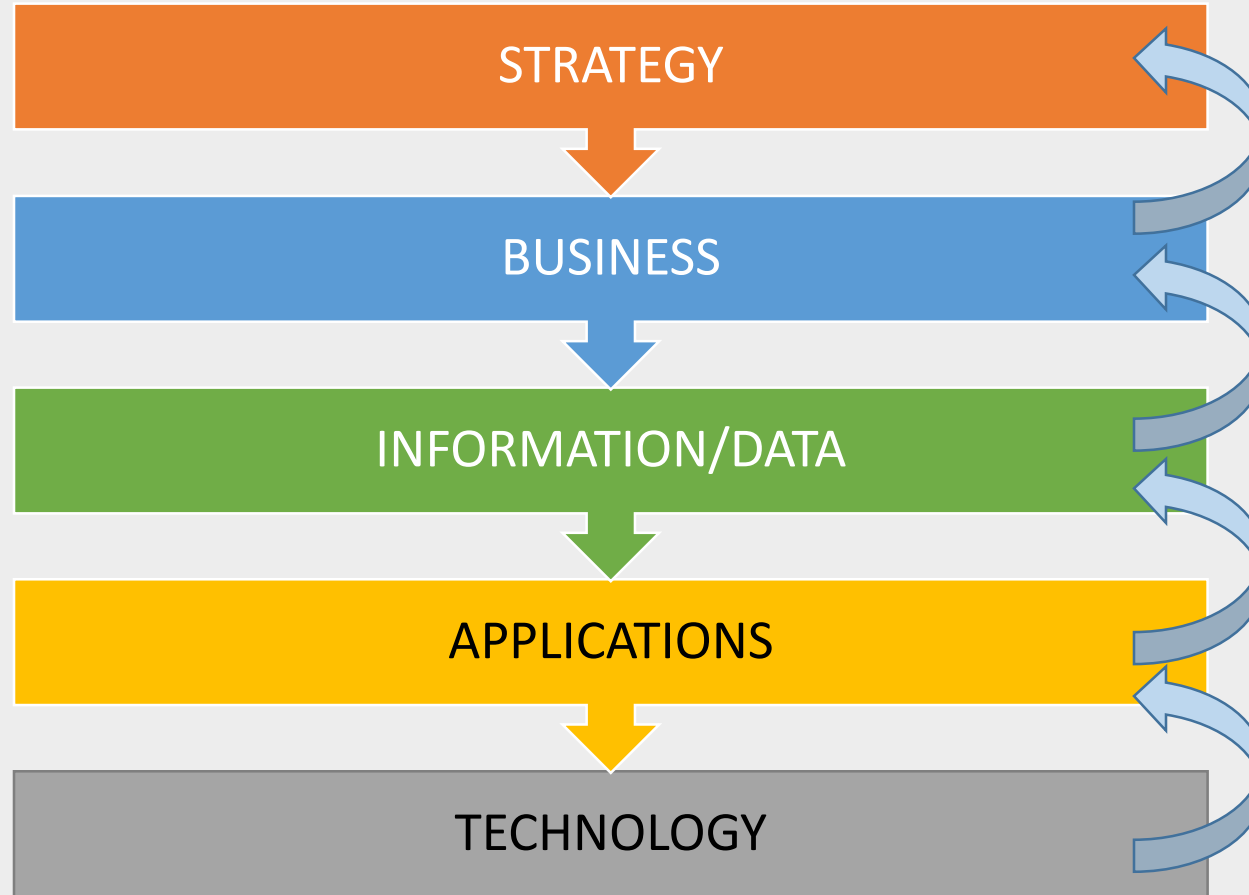 STRATEGY
BUSINESS
INFORMATION/DATA
APPLICATIONS
TECHNOLOGY